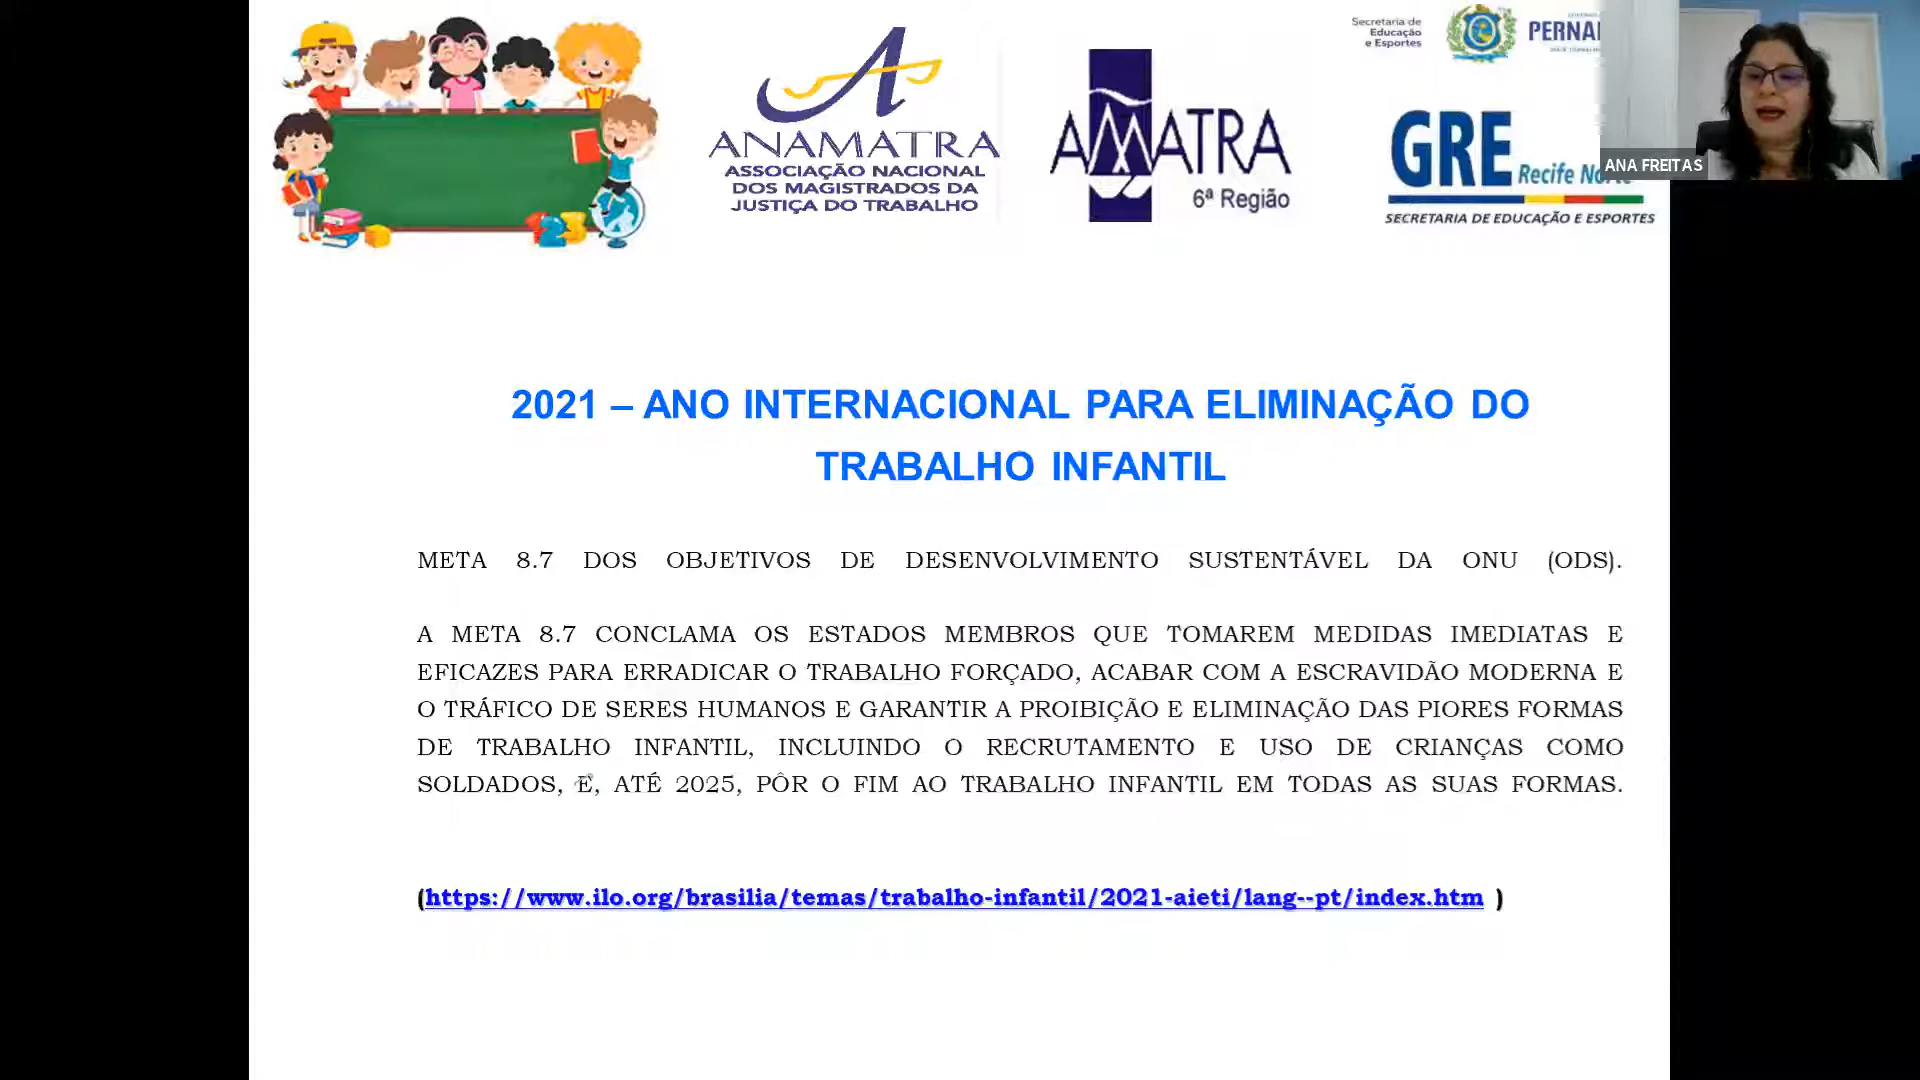 ANAMATRA
ASSOCIAÇÃO NACIONAL
DOS MAGISTRADOS DA
JUSTIÇA DO TRABALHO
AMATRA
6ª Região
Secretaria de
Educação
e Esportes
GRE
Recife
SECRETARIA DE EDUCAÇÃO E ESPORTES
ANA FREITAS
123
2021 – ANO INTERNACIONAL PARA ELIMINAÇÃO DO
TRABALHO INFANTIL
META 8.7 DOS OBJETIVOS DE DESENVOLVIMENTO SUSTENTÁVEL DA ONU (ODS).
A META 8.7 CONCLAMA OS ESTADOS MEMBROS QUE TOMAREM MEDIDAS IMEDIATAS E
EFICAZES PARA ERRADICAR O TRABALHO FORÇADO, ACABAR COM A ESCRAVIDÃO MODERNA E
O TRÁFICO DE SERES HUMANOS E GARANTIR A PROIBIÇÃO E ELIMINAÇÃO DAS PIORES FORMAS
DE TRABALHO INFANTIL, INCLUINDO O RECRUTAMENTO E USO DE CRIANÇAS COMO
SOLDADOS, E, ATÉ 2025, PÔR O FIM AO TRABALHO INFANTIL EM TODAS AS SUAS FORMAS.
(https://www.ilo.org/brasilia/temas/trabalho-infantil/2021-aieti/lang--pt/index.htm )